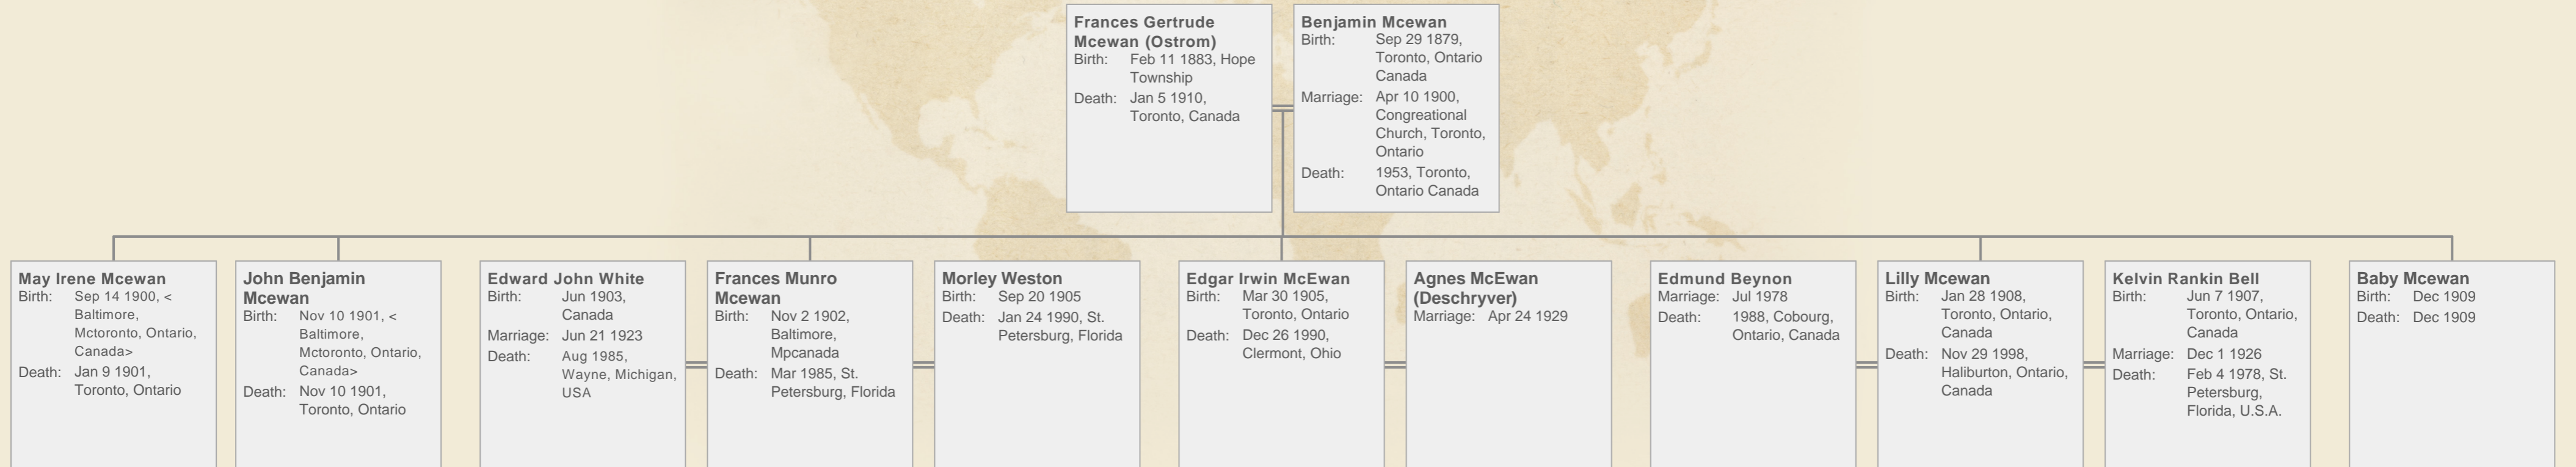 Frances Gertrude
Mcewan (Ostrom)
Birth: Feb 11 1883, Hope
Township
Death: Jan 5 1910,
Toronto, Canada
Benjamin Mcewan
Birth: Sep 29 1879,
Toronto, Ontario
Canada
Marriage: Apr 10 1900,
Congreational
Church, Toronto,
Ontario
Death: 1953, Toronto,
Ontario Canada
May Irene Mcewan
Birth: Sep 14 1900, <
Baltimore,
Mctoronto, Ontario,
Canada>
Death: Jan 9 1901,
Toronto, Ontario
John Benjamin
Mcewan
Birth: Nov 10 1901, <
Baltimore,
Mctoronto, Ontario,
Canada>
Death: Nov 10 1901,
Toronto, Ontario
Edward John White
Birth: Jun 1903,
Canada
Marriage: Jun 21 1923
Death: Aug 1985,
Wayne, Michigan,
USA
Frances Munro
Mcewan
Birth: Nov 2 1902,
Baltimore,
Mpcanada
Death: Mar 1985, St.
Petersburg, Florida
Morley Weston
Birth: Sep 20 1905
Death: Jan 24 1990, St.
Petersburg, Florida
Edgar Irwin McEwan
Birth: Mar 30 1905,
Toronto, Ontario
Death: Dec 26 1990,
Clermont, Ohio
Agnes McEwan
(Deschryver)
Marriage: Apr 24 1929
Edmund Beynon
Marriage: Jul 1978
Death: 1988, Cobourg,
Ontario, Canada
Lilly Mcewan
Birth: Jan 28 1908,
Toronto, Ontario,
Canada
Death: Nov 29 1998,
Haliburton, Ontario,
Canada
Kelvin Rankin Bell
Birth: Jun 7 1907,
Toronto, Ontario,
Canada
Marriage: Dec 1 1926
Death: Feb 4 1978, St.
Petersburg,
Florida, U.S.A.
Baby Mcewan
Birth: Dec 1909
Death: Dec 1909